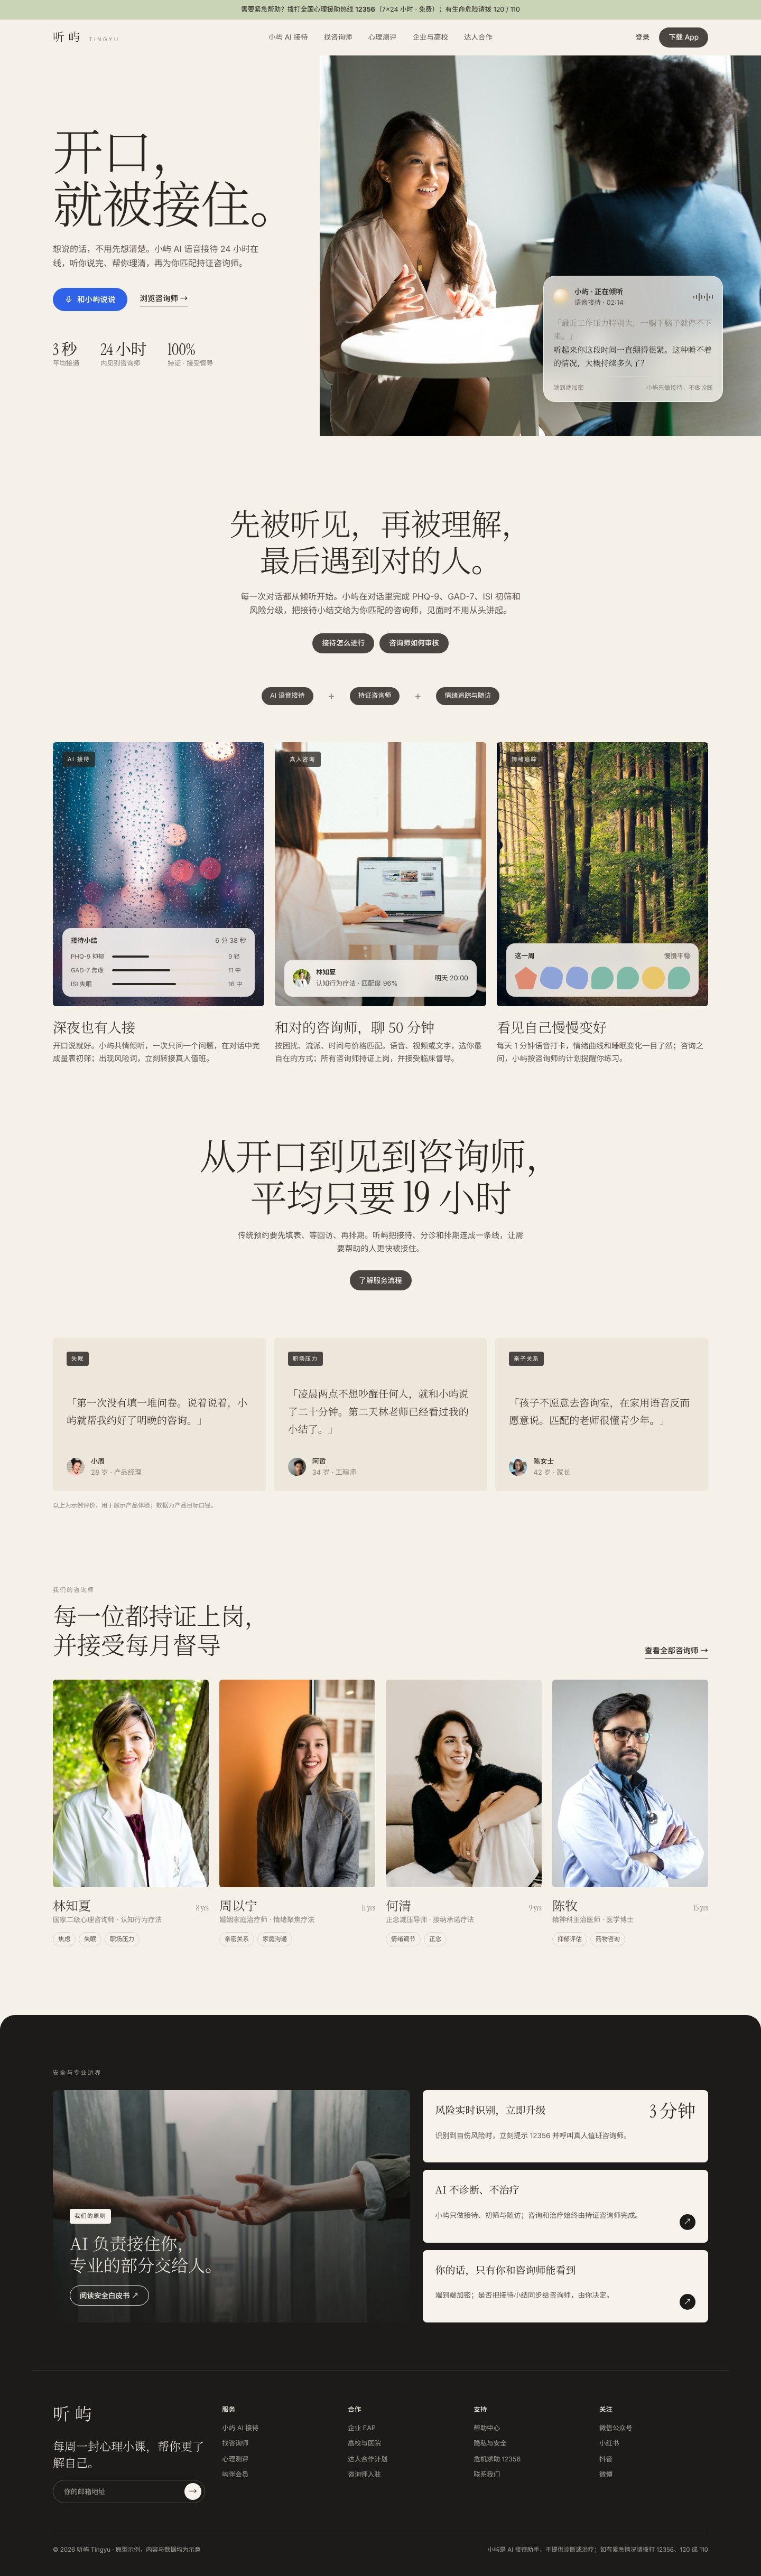 需要紧急帮助？拨打全国心理援助热线 12356（7×24 小时 · 免费）；有生命危险请拨 120 / 110
听屿 TINGYU
小屿 AI 接待 找咨询师 心理测评 企业与高校 达人合作
登录 下载 App
开口，
就被接住。
想说的话，不用先想清楚。小屿 AI 语音接待 24 小时在
线，听你说完、帮你理清，再为你匹配持证咨询师。
和小屿说说 浏览咨询师 →
3 秒 24 小时 100%
平均接通 内见到咨询师 持证 · 接受督导
小屿 · 正在倾听
语音接待 · 02:14
「最近工作压力特别大，一躺下脑子就停不下
来。」
听起来你这段时间一直绷得很紧。这种睡不着
的情况，大概持续多久了？
端到端加密 小屿只做接待，不做诊断
先被听见，再被理解，
最后遇到对的人。
每一次对话都从倾听开始。小屿在对话里完成 PHQ-9、GAD-7、ISI 初筛和
风险分级，把接待小结交给为你匹配的咨询师，见面时不用从头讲起。
接待怎么进行 咨询师如何审核
AI 语音接待 + 持证咨询师 + 情绪追踪与随访
AI 接待
接待小结 6 分 38 秒
PHQ-9 抑郁 9 轻
GAD-7 焦虑 11 中
ISI 失眠 16 中
真人咨询
林知夏
认知行为疗法 · 匹配度 96%
明天 20:00
情绪追踪
这一周 慢慢平稳
深夜也有人接
开口说就好。小屿共情倾听，一次只问一个问题，在对话中完
成量表初筛；出现风险词，立刻转接真人值班。
和对的咨询师，聊 50 分钟
按困扰、流派、时间与价格匹配。语音、视频或文字，选你最
自在的方式；所有咨询师持证上岗，并接受临床督导。
看见自己慢慢变好
每天 1 分钟语音打卡，情绪曲线和睡眠变化一目了然；咨询之
间，小屿按咨询师的计划提醒你练习。
从开口到见到咨询师，
平均只要 19 小时
传统预约要先填表、等回访、再排期。听屿把接待、分诊和排期连成一条线，让需
要帮助的人更快被接住。
了解服务流程
失眠
「第一次没有填一堆问卷。说着说着，小
屿就帮我约好了明晚的咨询。」
小周
28 岁 · 产品经理
职场压力
「凌晨两点不想吵醒任何人，就和小屿说
了二十分钟。第二天林老师已经看过我的
小结了。」
阿哲
34 岁 · 工程师
亲子关系
「孩子不愿意去咨询室，在家用语音反而
愿意说。匹配的老师很懂青少年。」
陈女士
42 岁 · 家长
以上为示例评价，用于展示产品体验；数据为产品目标口径。
我们的咨询师
每一位都持证上岗，
并接受每月督导
查看全部咨询师 →
林知夏 8 yrs
国家二级心理咨询师 · 认知行为疗法
焦虑 失眠 职场压力
周以宁 11 yrs
婚姻家庭治疗师 · 情绪聚焦疗法
亲密关系 家庭沟通
何清 9 yrs
正念减压导师 · 接纳承诺疗法
情绪调节 正念
陈牧 15 yrs
精神科主治医师 · 医学博士
抑郁评估 药物咨询
安全与专业边界
我们的原则
AI 负责接住你，
专业的部分交给人。
阅读安全白皮书 ↗
风险实时识别，立即升级 3 分钟
识别到自伤风险时，立刻提示 12356 并呼叫真人值班咨询师。
AI 不诊断、不治疗
小屿只做接待、初筛与随访；咨询和治疗始终由持证咨询师完成。
↗
你的话，只有你和咨询师能看到
端到端加密；是否把接待小结同步给咨询师，由你决定。
↗
听屿
每周一封心理小课，帮你更了
解自己。
你的邮箱地址 →
服务
小屿 AI 接待
找咨询师
心理测评
屿伴会员
合作
企业 EAP
高校与医院
达人合作计划
咨询师入驻
支持
帮助中心
隐私与安全
危机求助 12356
联系我们
关注
微信公众号
小红书
抖音
微博
© 2026 听屿 Tingyu · 原型示例，内容与数据均为示意
小屿是 AI 接待助手，不提供诊断或治疗；如有紧急情况请拨打 12356、120 或 110